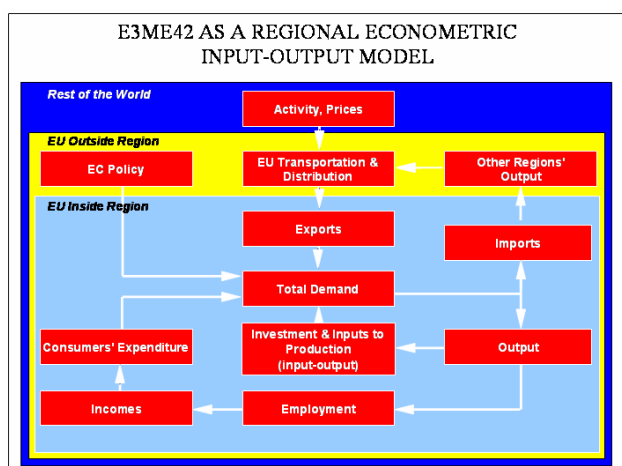 E3ME42 AS A REGIONAL ECONOMETRIC
INPUT-OUTPUT MODEL
Rest of the World
Activity, Prices
EU Outside Region
EC Policy
EU Transportation &
Distribution
Other Regions'
Output
EU Inside Region
Exports
Imports
Total Demand
Consumers' Expenditure
Investment & Inputs to
Production
(input-output)
Output
Incomes
Employment